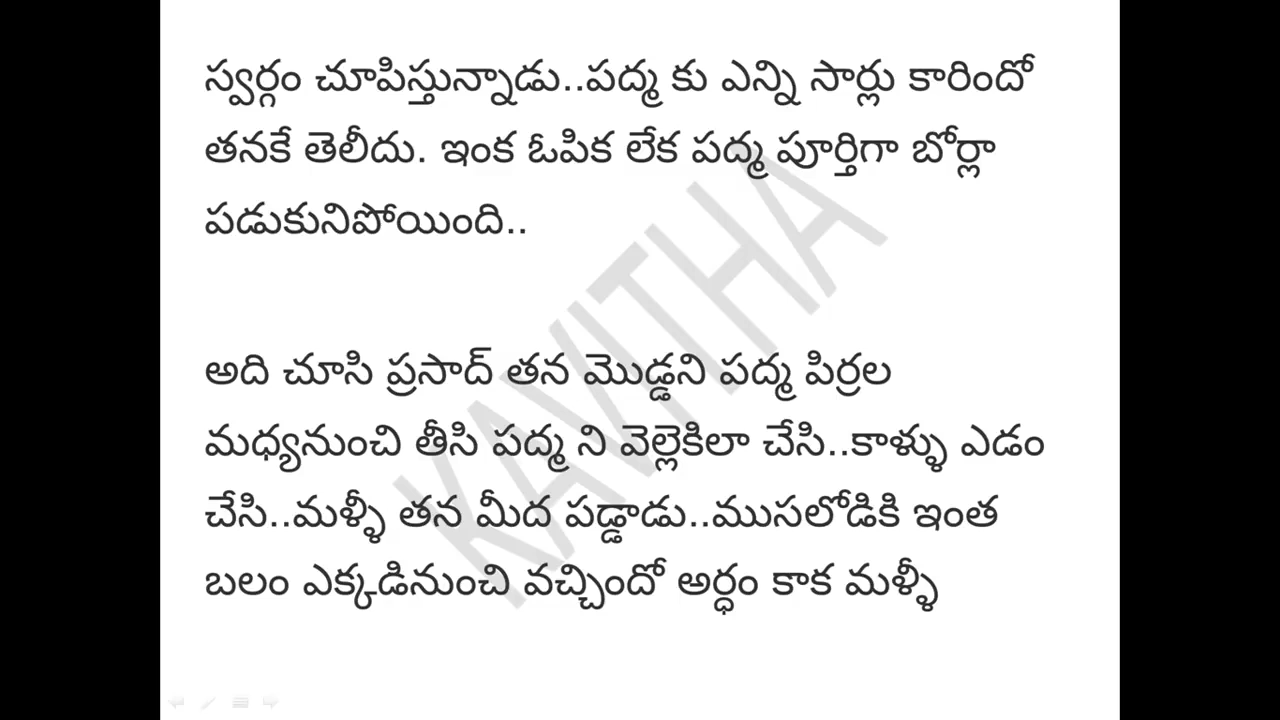 స్వర్గం చూపిస్తున్నాడు..పద్మ కు ఎన్ని సార్లు కారిందో
తనకే తెలీదు. ఇంక ఓపిక లేక పద్మ పూర్తిగా బోర్లా
పడుకునిపోయింది..
అది చూసి ప్రసాద్ తన మొడ్డని పద్మ పిర్రల
మధ్యనుంచి తీసి పద్మ ని వెల్లెకిలా చేసి..కాళ్ళు ఎడం
చేసి..మళ్ళీ తన మీద పడ్డాడు..ముసలోడికి ఇంత
బలం ఎక్కడినుంచి వచ్చిందో అర్ధం కాక మళ్ళీ
KAVITHA